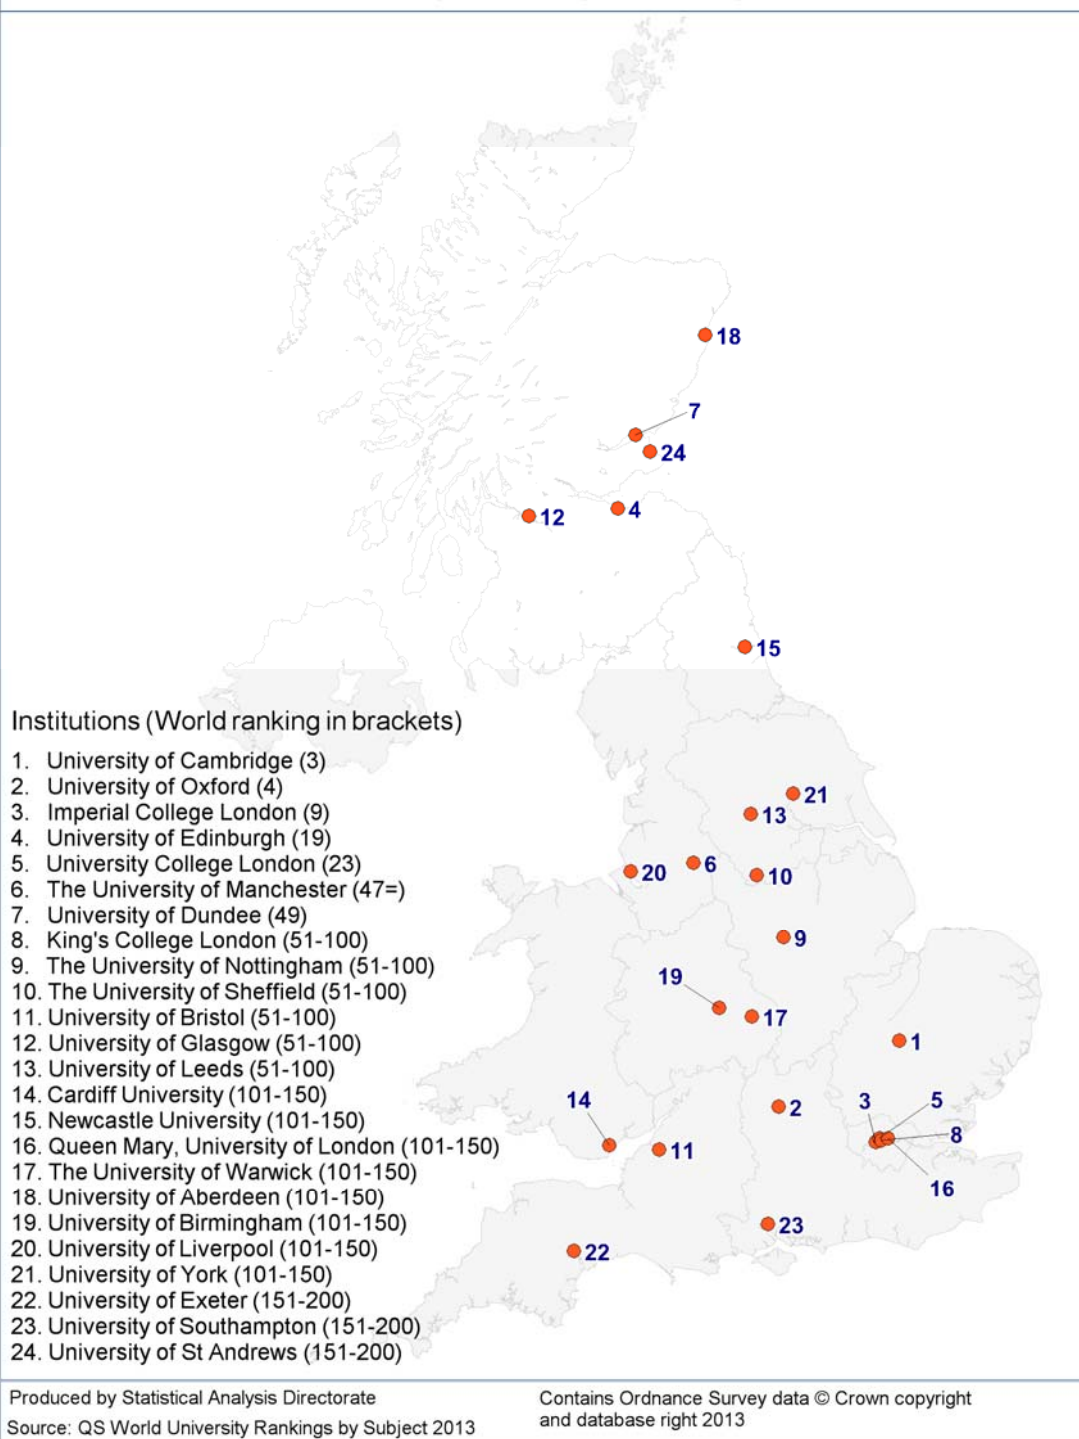 18
7
24
4
12
15
Institutions (World ranking in brackets)
1. University of Cambridge (3)
2. University of Oxford (4)
3. Imperial College London (9)
4. University of Edinburgh (19)
5. University College London (23)
6. The University of Manchester (47=)
7. University of Dundee (49)
8. King's College London (51-100)
9. The University of Nottingham (51-100)
10. The University of Sheffield (51-100)
11. University of Bristol (51-100)
12. University of Glasgow (51-100)
13. University of Leeds (51-100)
14. Cardiff University (101-150)
15. Newcastle University (101-150)
16. Queen Mary, University of London (101-150)
17. The University of Warwick (101-150)
18. University of Aberdeen (101-150)
19. University of Birmingham (101-150)
20. University of Liverpool (101-150)
21. University of York (101-150)
22. University of Exeter (151-200)
23. University of Southampton (151-200)
24. University of St Andrews (151-200)
21
13
6
20
10
9
19
17
1
14
2
3
5
8
11
16
23
22
Produced by Statistical Analysis Directorate
Source: QS World University Rankings by Subject 2013
Contains Ordnance Survey data © Crown copyright
and database right 2013